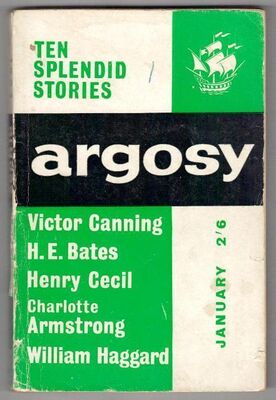 TEN
SPLENDID
STORIES
argosy
Victor Canning
H. E. Bates
Henry Cecil
Charlotte
Armstrong
William Haggard
JANUARY 2/6